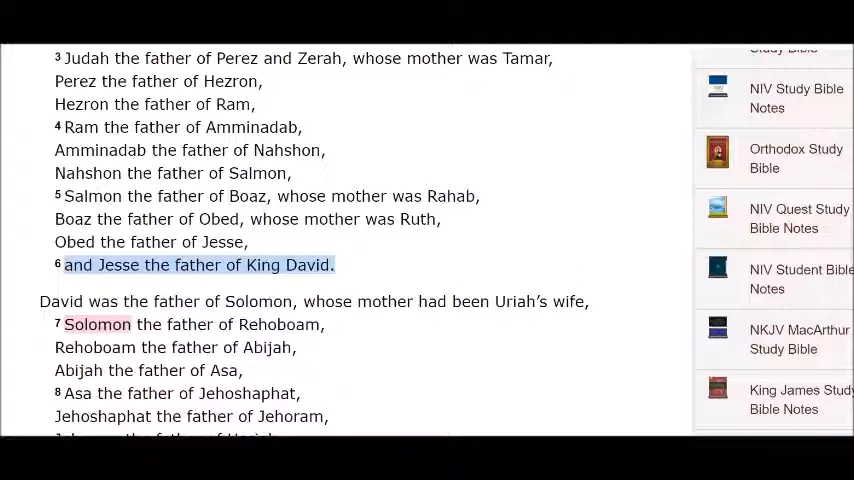 3 Judah the father of Perez and Zerah, whose mother was Tamar,
Perez the father of Hezron,
Hezron the father of Ram,
4 Ram the father of Amminadab,
Amminadab the father of Nahshon,
Nahshon the father of Salmon,
5 Salmon the father of Boaz, whose mother was Rahab,
Boaz the father of Obed, whose mother was Ruth,
Obed the father of Jesse,
6 and Jesse the father of King David.
David was the father of Solomon, whose mother had been Uriah’s wife,
7 Solomon the father of Rehoboam,
Rehoboam the father of Abijah,
Abijah the father of Asa,
8 Asa the father of Jehoshaphat,
Jehoshaphat the father of Jehoram,
Study Bible
NIV Study Bible
Notes
Orthodox Study
Bible
NIV Quest Study
Bible Notes
NIV Student Bible
Notes
NKJV MacArthur
Study Bible
King James Study
Bible Notes